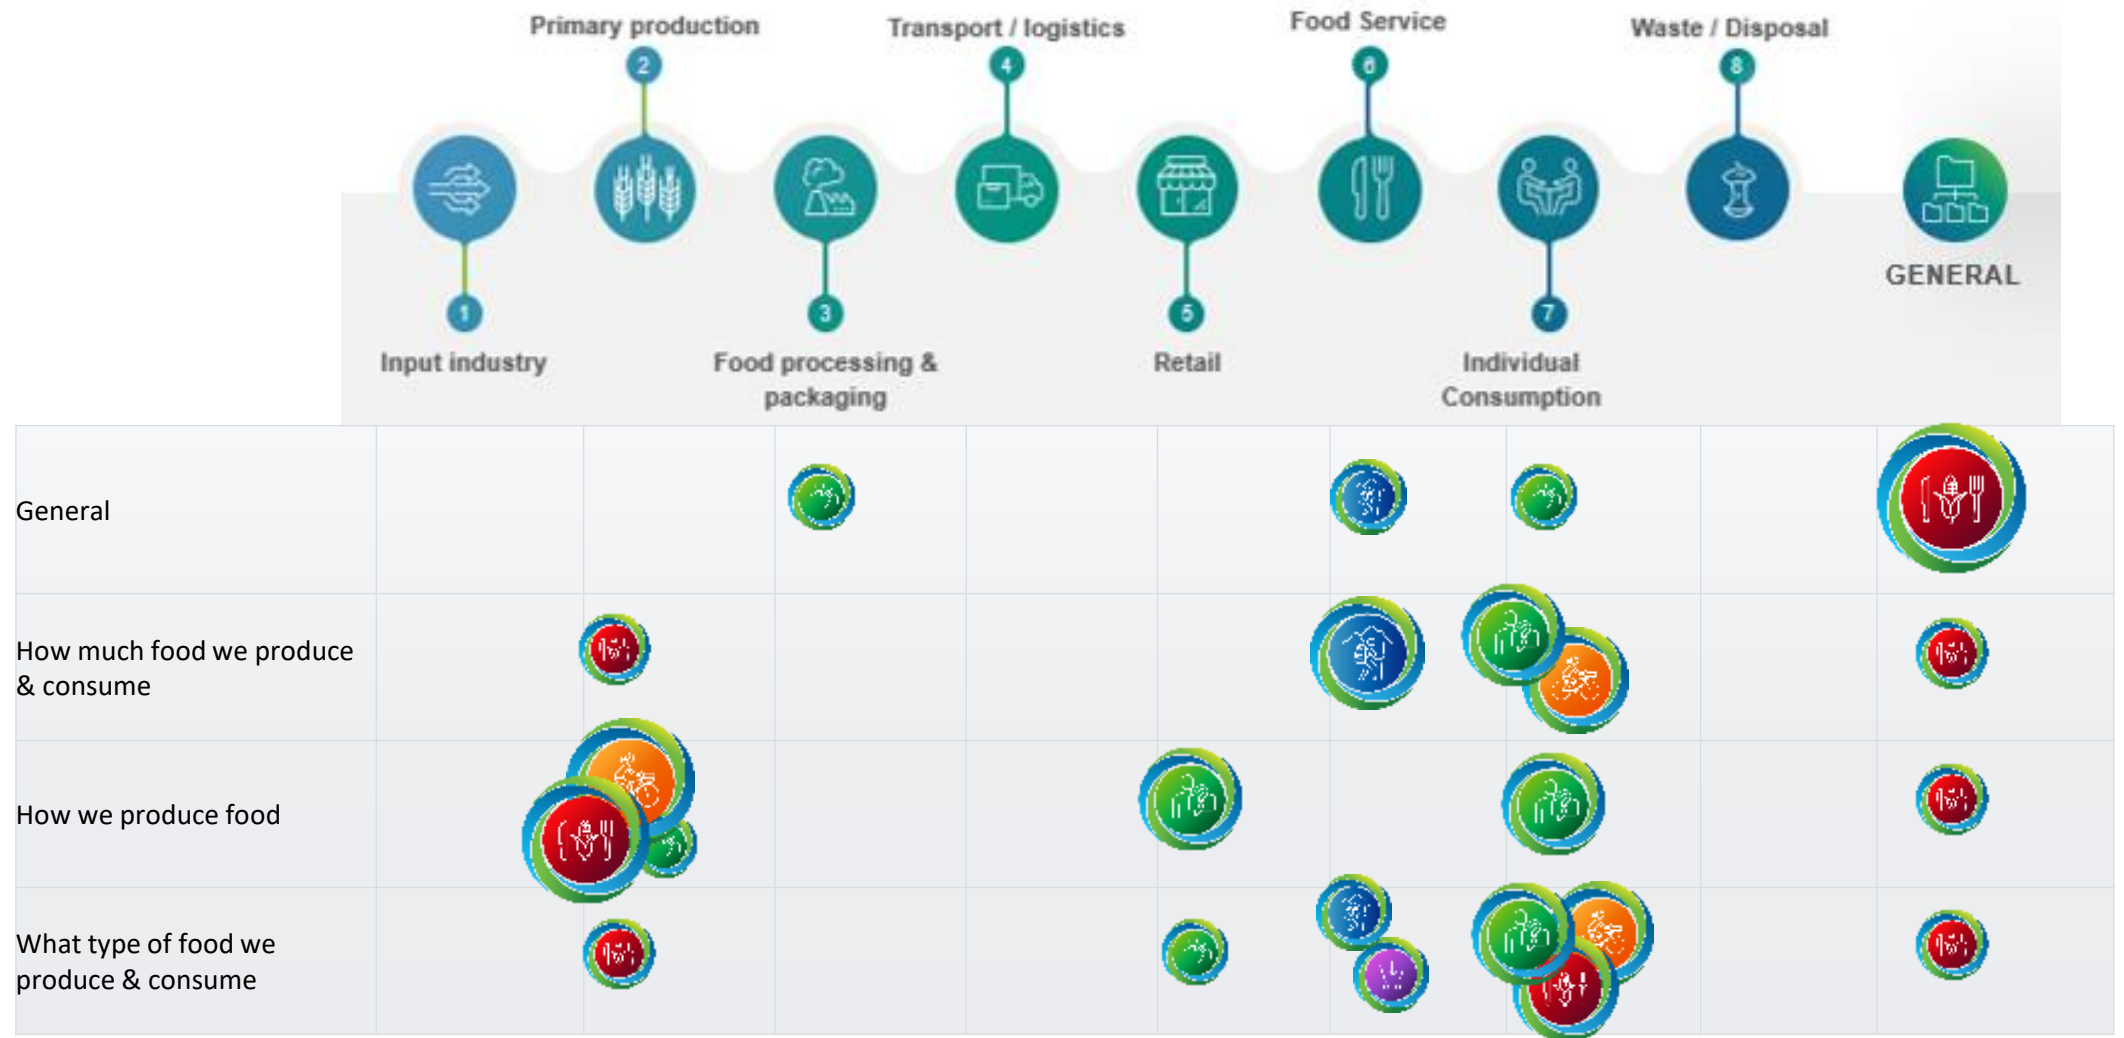 Primary production
Transport / logistics
Food Service
Waste / Disposal
2
4
6
8
GENERAL
1
3
5
7
Input industry
Food processing &
packaging
Retail
Individual
Consumption
General
How much food we produce
& consume
How we produce food
What type of food we
produce & consume